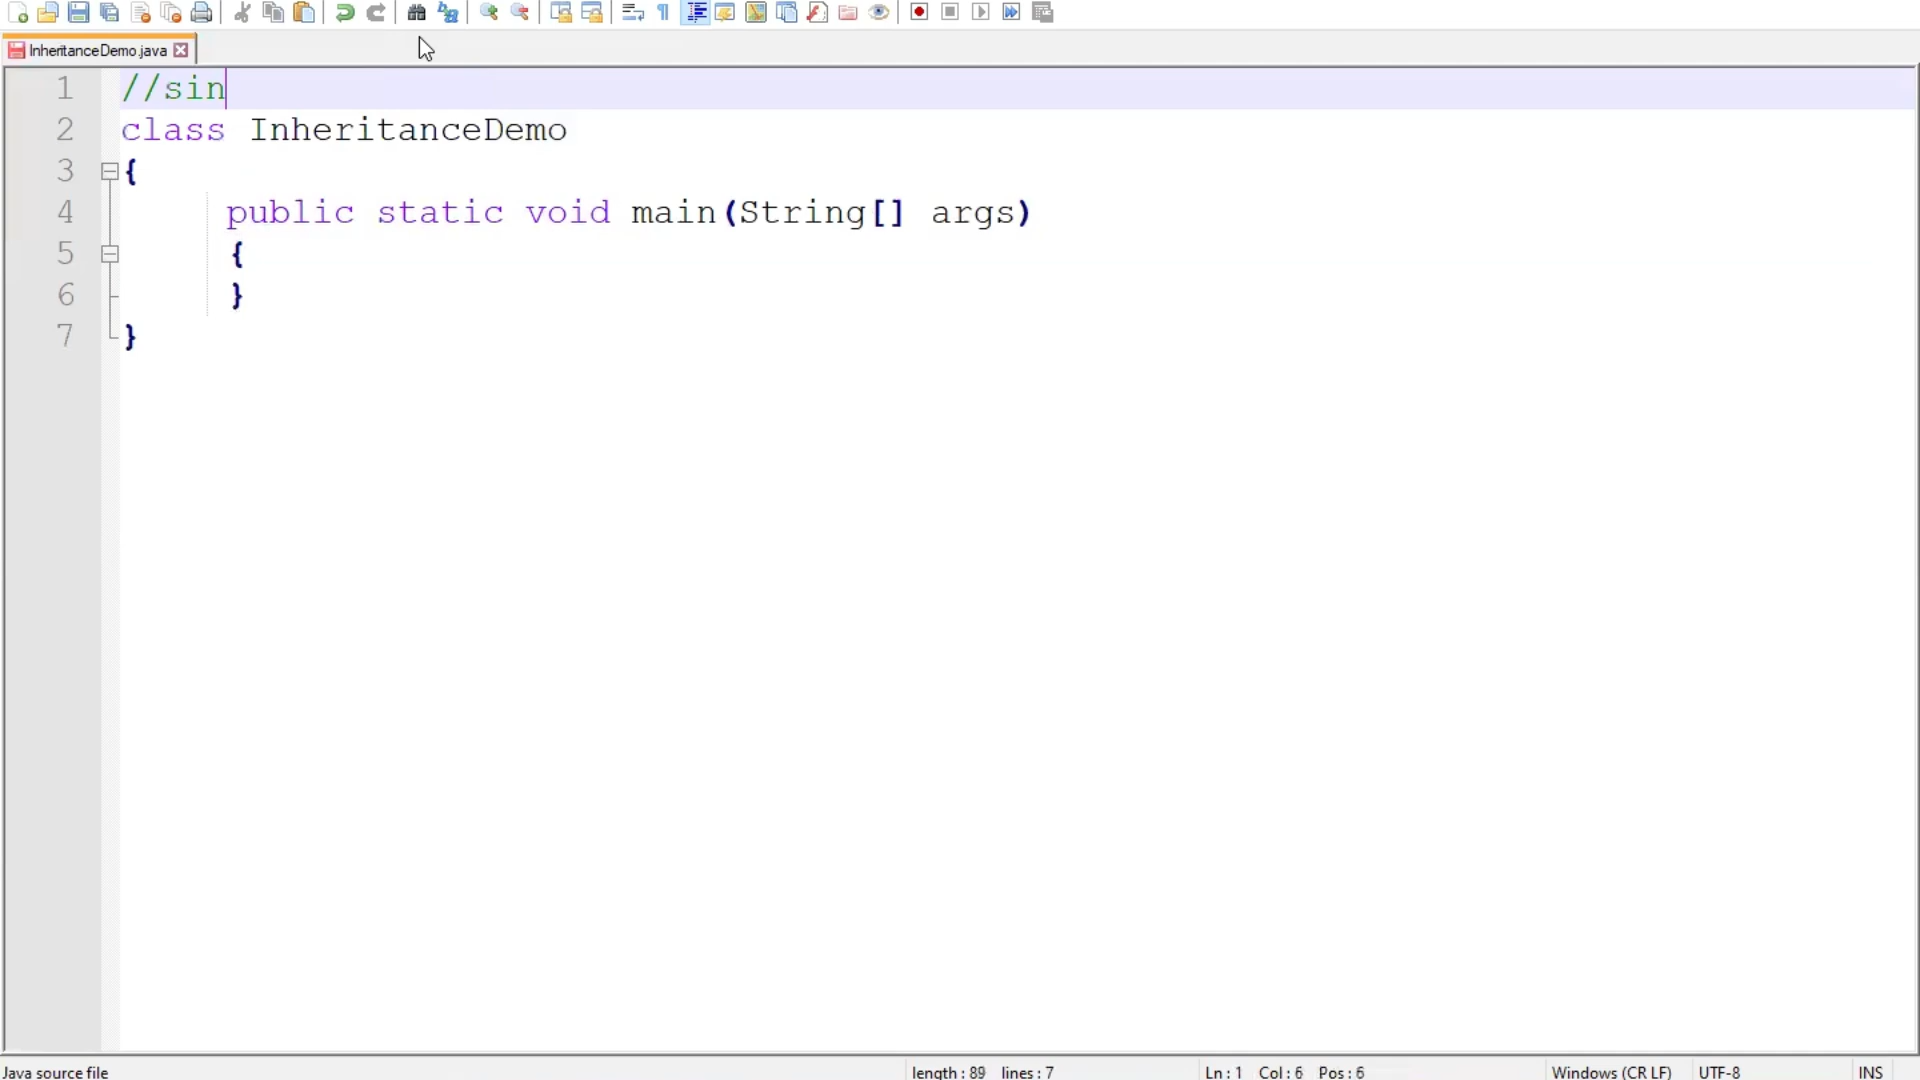 InheritanceDemo.java
1 //sin
2 class InheritanceDemo
3 {
4 public static void main(String[] args)
5 {
6 }
7 }
Java source file length : 89 lines : 7 Ln : 1 Col : 6 Pos : 6 Windows (CR LF) UTF-8 INS